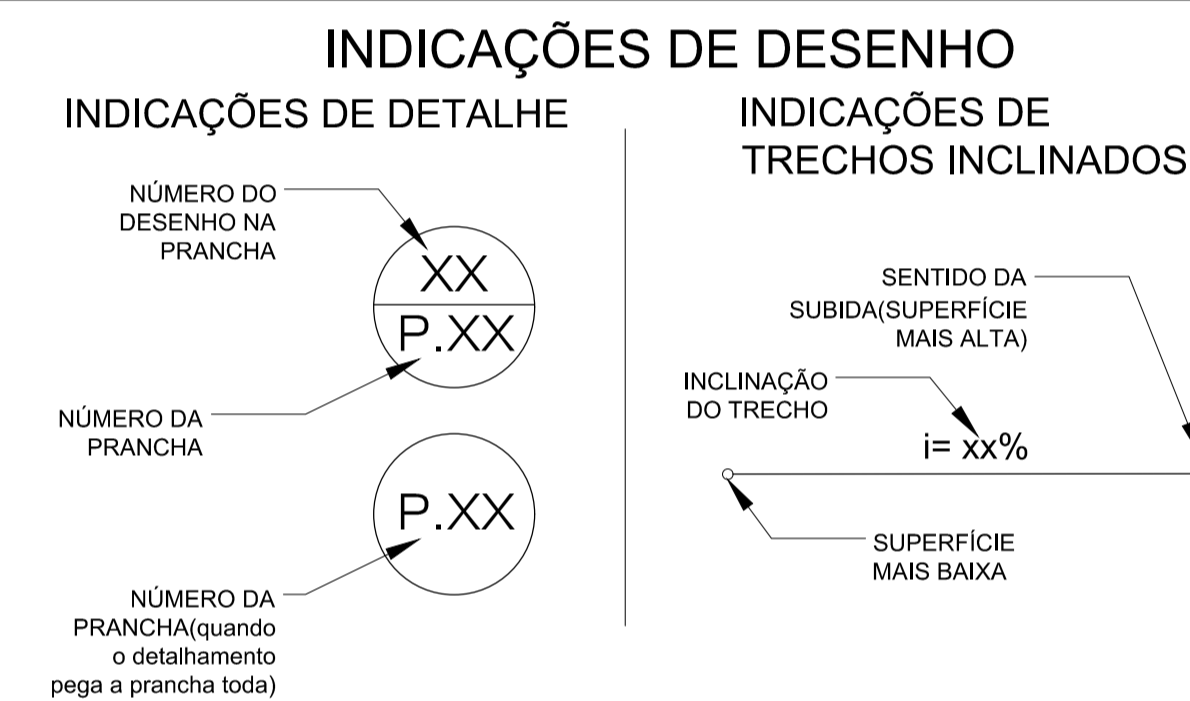 INDICAÇÕES DE DESENHO
INDICAÇÕES DE DETALHE
NÚMERO DO
DESENHO NA
PRANCHA
XX
P.XX
NÚMERO DA
PRANCHA
P.XX
NÚMERO DA
PRANCHA(quando
o detalhamento
pega a prancha toda)
INDICAÇÕES DE
TRECHOS INCLINADOS
SENTIDO DA
SUBIDA(SUPERFÍCIE
MAIS ALTA)
INCLINAÇÃO
DO TRECHO
i= xx%
SUPERFÍCIE
MAIS BAIXA